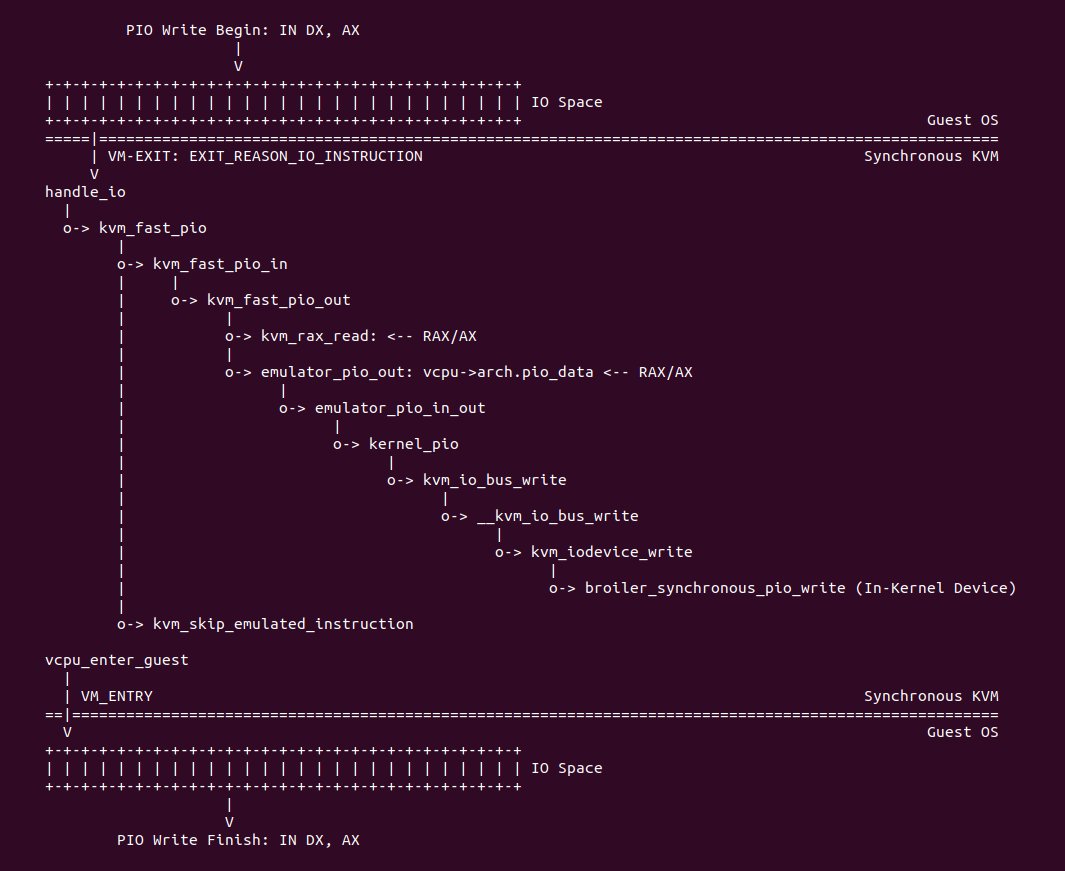 PIO Write Begin: IN DX, AX
|
V
+-+-+-+-+-+-+-+-+-+-+-+-+-+-+-+-+-+-+-+-+-+-+-+-+-+-+
| | | | | | | | | | | | | | | | | | | | | | | | | | | IO Space
+-+-+-+-+-+-+-+-+-+-+-+-+-+-+-+-+-+-+-+-+-+-+-+-+-+-+ Guest OS
=====|====================================================================================================
| VM-EXIT: EXIT_REASON_IO_INSTRUCTION Synchronous KVM
V
handle_io
|
o-> kvm_fast_pio
|
o-> kvm_fast_pio_in
| |
| o-> kvm_fast_pio_out
| |
| o-> kvm_rax_read: <-- RAX/AX
| |
| o-> emulator_pio_out: vcpu->arch.pio_data <-- RAX/AX
| |
| o-> emulator_pio_in_out
| |
| o-> kernel_pio
| |
| o-> kvm_io_bus_write
| |
| o-> __kvm_io_bus_write
| |
| o-> kvm_iodevice_write
| |
| o-> broiler_synchronous_pio_write (In-Kernel Device)
|
o-> kvm_skip_emulated_instruction
vcpu_enter_guest
|
| VM_ENTRY Synchronous KVM
==|=======================================================================================================
V Guest OS
+-+-+-+-+-+-+-+-+-+-+-+-+-+-+-+-+-+-+-+-+-+-+-+-+-+-+
| | | | | | | | | | | | | | | | | | | | | | | | | | | IO Space
+-+-+-+-+-+-+-+-+-+-+-+-+-+-+-+-+-+-+-+-+-+-+-+-+-+-+
|
V
PIO Write Finish: IN DX, AX